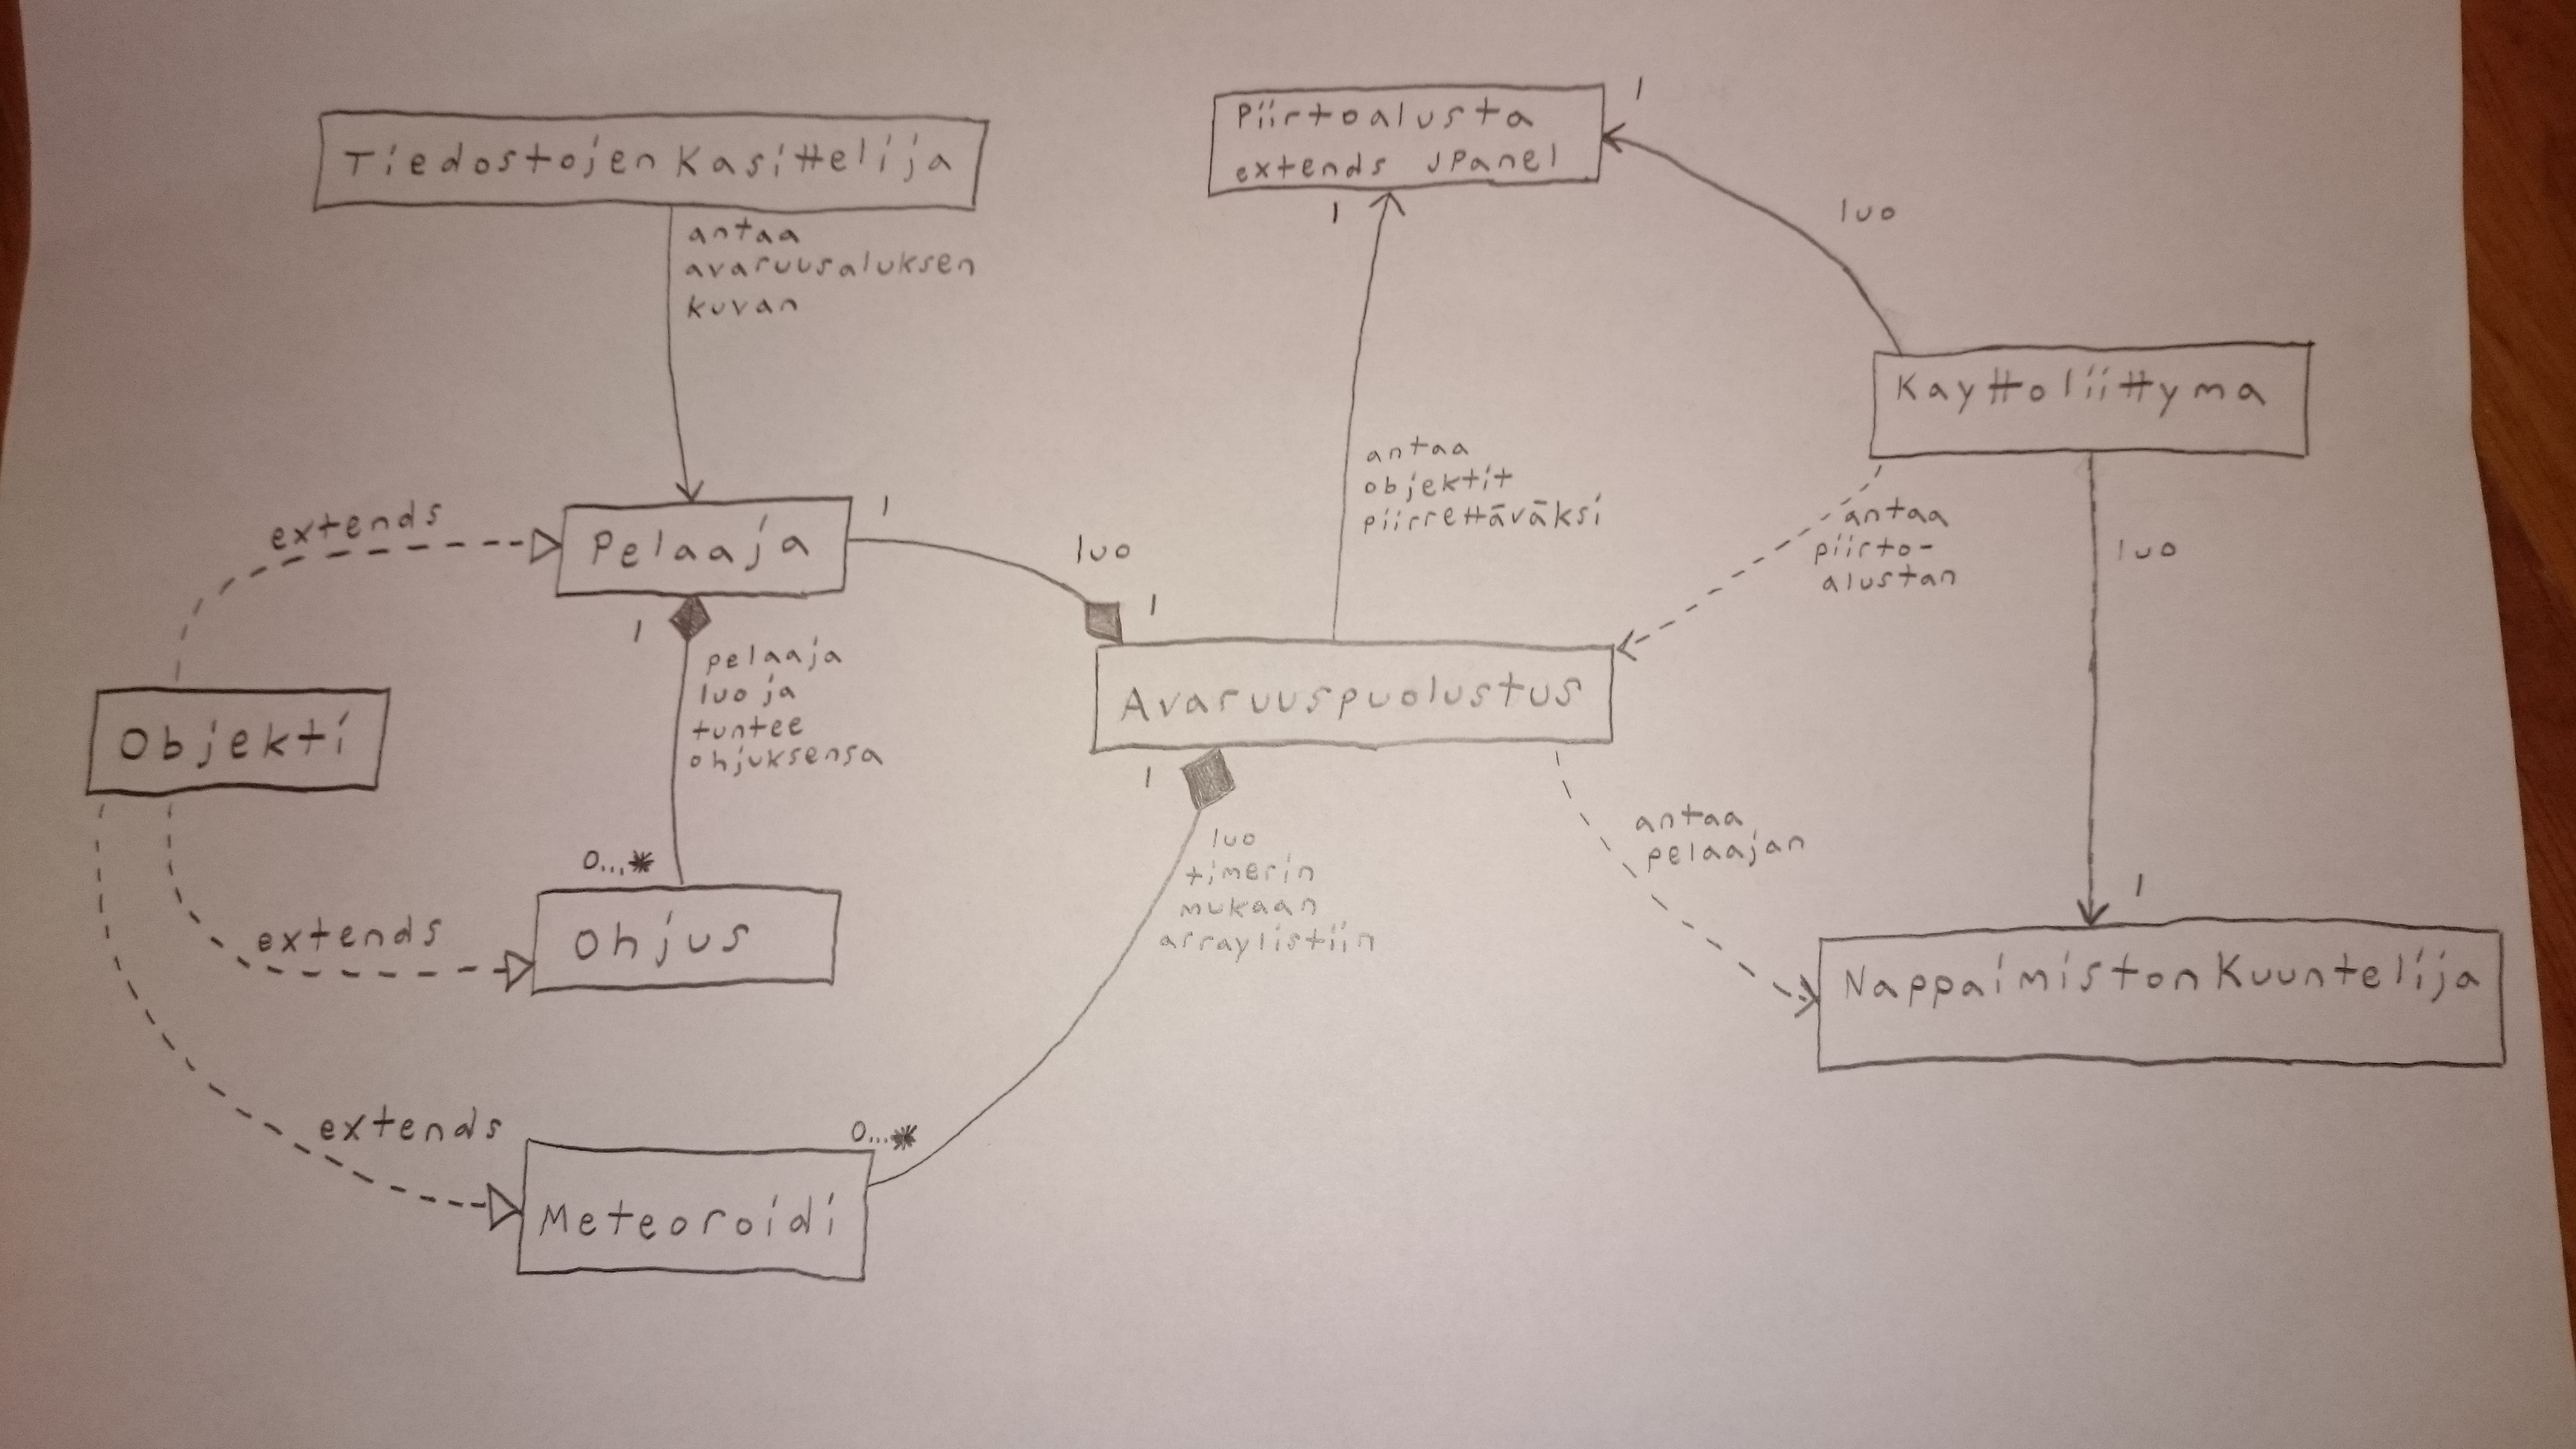 TiedostojenKasittelija
antaa
avaruusaluksen
kuvan
Piirtoalusta
extends JPanel
1
1
luo
Kayttoliittyma
antaa
objektit
piirrettäväksi
antaa
piirto-
alustan
luo
extends
Pelaaja
1
luo
1
1
pelaaja
luo ja
tuntee
ohjuksensa
Objekti
Avaruuspuolustus
1
luo
timerin
mukaan
arraylistiin
antaa
pelaajan
1
NappaimistonKuuntelija
0...*
extends
Ohjus
extends
0...*
Meteoroidi